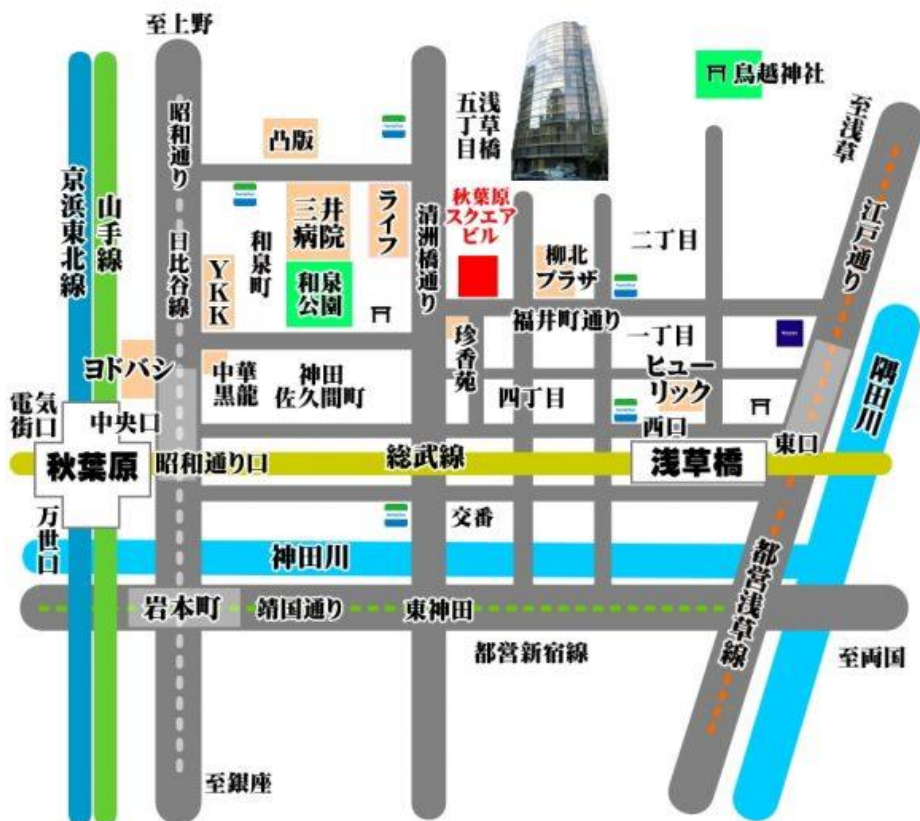 至上野
鳥越神社
至浅草
昭和通り
凸版
浅草橋
五丁目
京浜東北線
山手線
三井
病院
ライフ
清洲橋通り
秋葉原
スクエア
ビル
江戸通り
和泉町
二丁目
日比谷線
YKK
和泉
公園
柳北
プラザ
福井町通り
一丁目
珍香苑
ヨドバシ
中華
黒龍
神田
佐久間町
四丁目
ヒュー
リック
隅田川
電気
街口
中央口
西口
東口
秋葉原
昭和通り口
総武線
浅草橋
万世口
交番
神田川
岩本町
靖国通り
東神田
都営浅草線
都営新宿線
至両国
至銀座